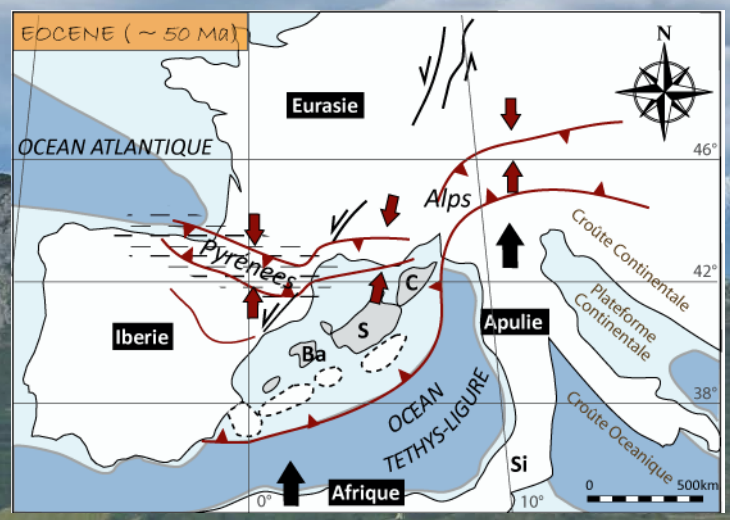 EOCENE ( ~ 50 Ma)
N
Eurasie
OCEAN ATLANTIQUE
46°
Alps
Croûte Continentale
Pyrénées
42°
C
Plateforme
Continentale
Iberie
S
Apulie
Ba
38°
OCEAN
TETHYS-LIGURE
Croûte Oceanique
Si
0 500km
0°
Afrique
10°